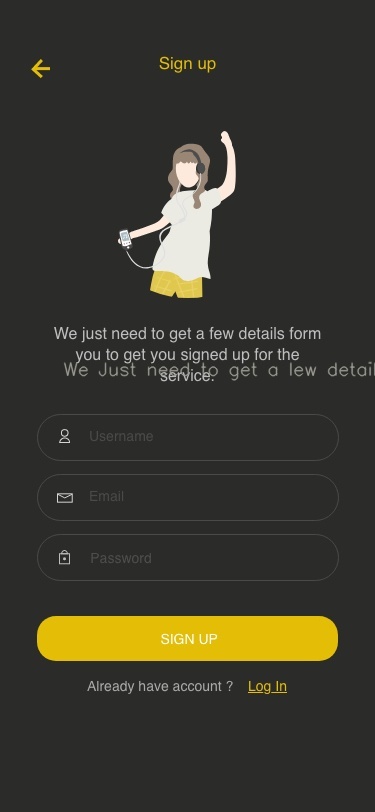 Sign up
We just need to get a few details form
you to get you signed up for the
We Just need to get a lew detail
service.
Username
Email
Password
SIGN UP
Already have account ? Log In